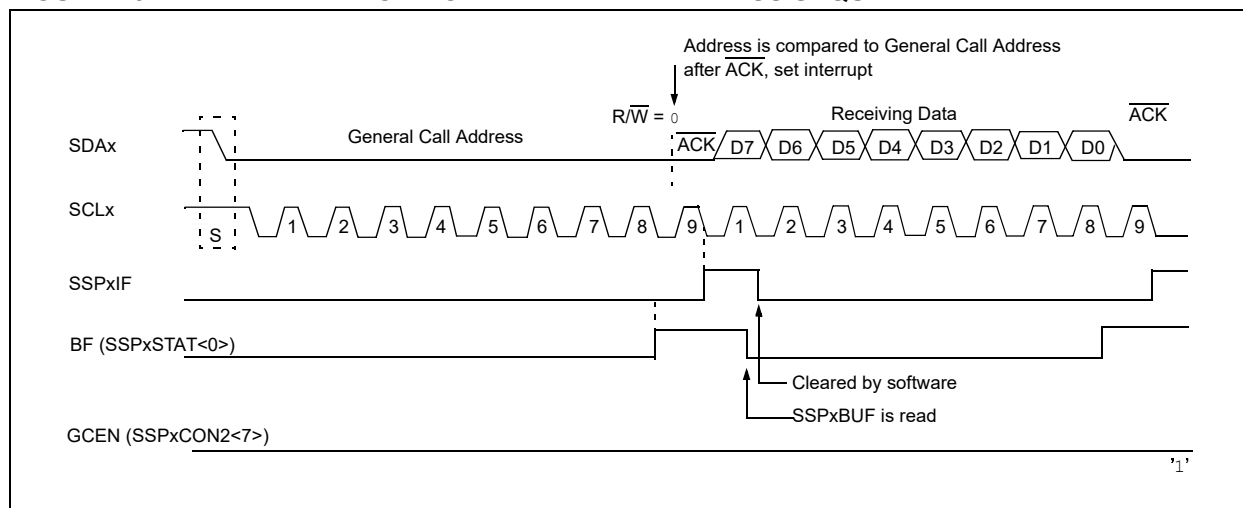 Address is compared to General Call Address
after ACK, set interrupt
R/W = 0
Receiving Data
ACK
SDAx
General Call Address
ACK
D7 D6 D5 D4 D3 D2 D1 D0
SCLx
S
1 2 3 4 5 6 7 8 9 1 2 3 4 5 6 7 8 9
SSPxIF
BF (SSPxSTAT<0>)
Cleared by software
SSPxBUF is read
GCEN (SSPxCON2<7>)
’1’